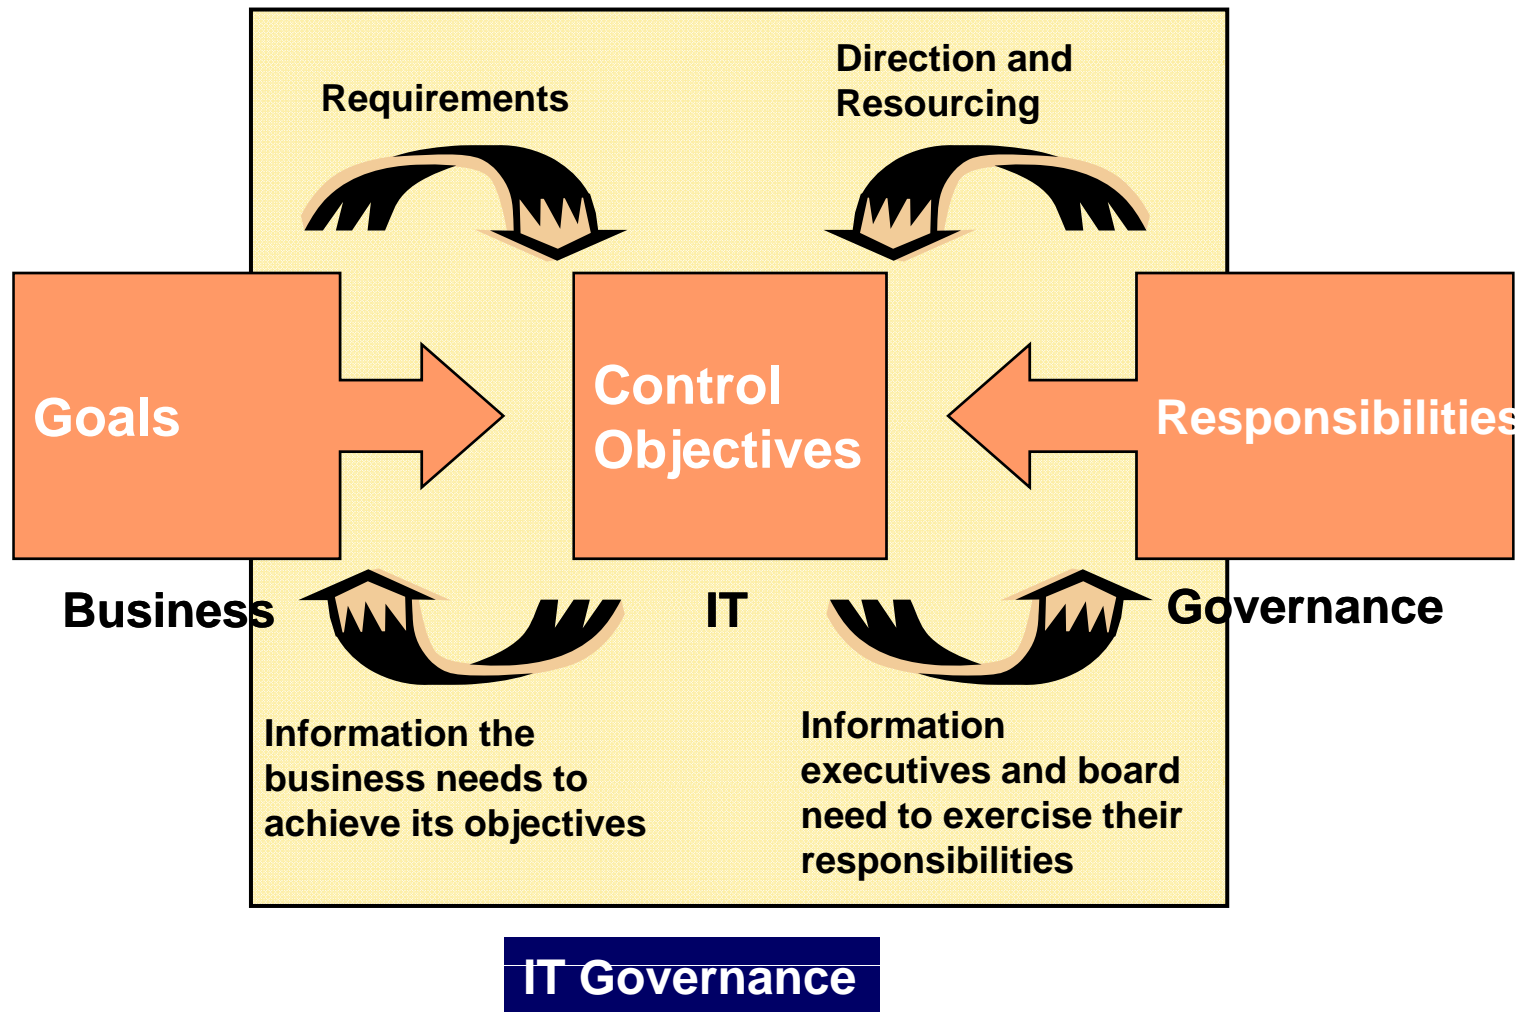 Requirements
Direction and
Resourcing
Goals
Control
Objectives
Responsibilities
Business
IT
Governance
Information the
business needs to
achieve its objectives
Information
executives and board
need to exercise their
responsibilities
IT Governance